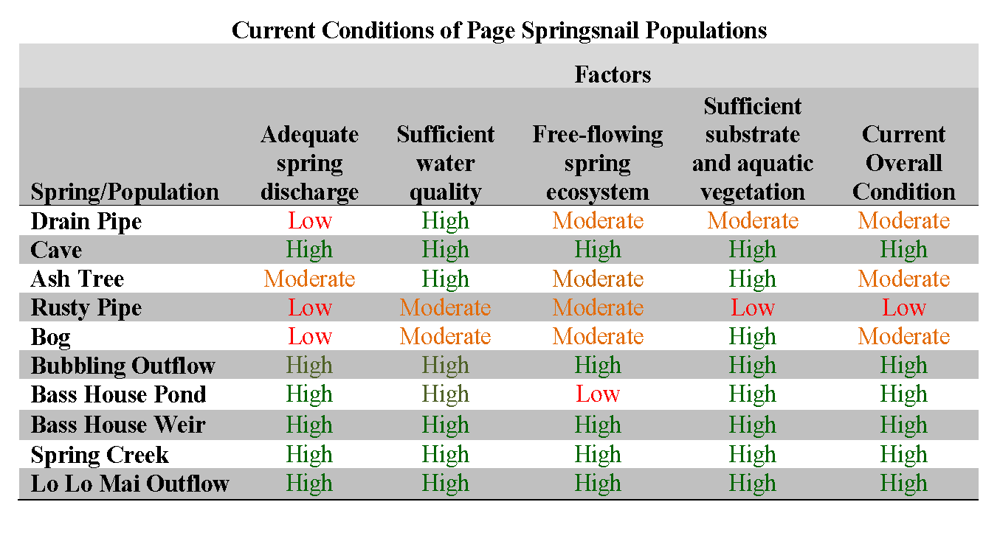 Current Conditions of Page Springsnail Populations
Factors
Spring/Population Adequate spring discharge Sufficient water quality Free-flowing spring ecosystem Sufficient substrate and aquatic vegetation Current Overall Condition
Drain Pipe Low High Moderate Moderate Moderate
Cave High High High High High
Ash Tree Moderate High Moderate High Moderate
Rusty Pipe Low Moderate Moderate Low Low
Bog Low Moderate Moderate High Moderate
Bubbling Outflow High High High High High
Bass House Pond High High Low High High
Bass House Weir High High High High High
Spring Creek High High High High High
Lo Lo Mai Outflow High High High High High